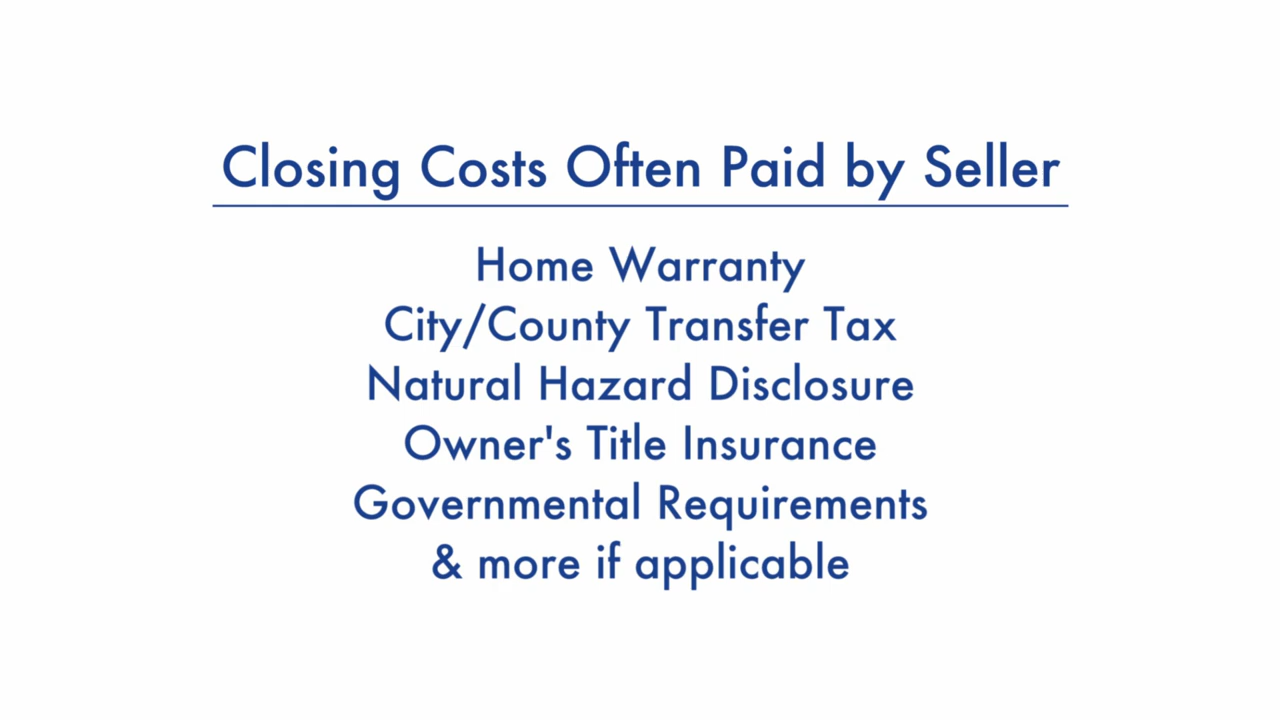 Closing Costs Often Paid by Seller
Home Warranty
City/County Transfer Tax
Natural Hazard Disclosure
Owner's Title Insurance
Governmental Requirements
& more if applicable